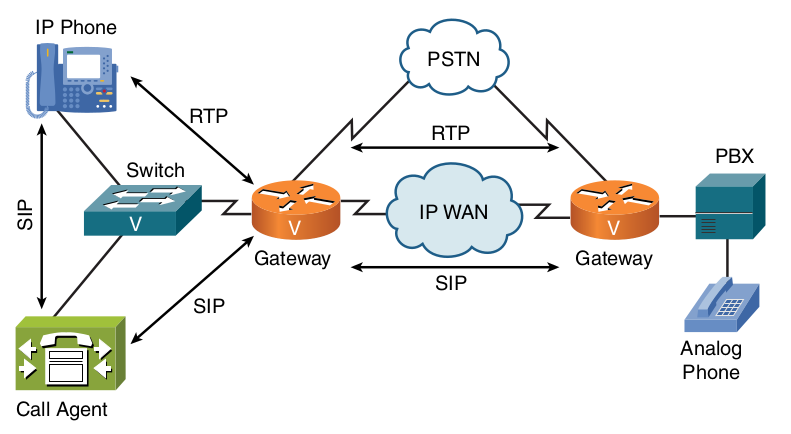 IP Phone
PSTN
RTP
RTP
PBX
Switch
SIP
V
V
IP WAN
V
Gateway
Gateway
SIP
SIP
Analog
Phone
Call Agent